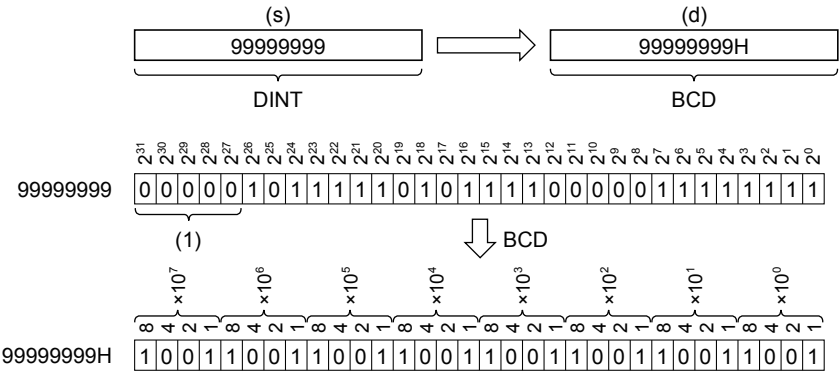 (s) (d)
99999999 99999999H
DINT BCD
2³¹ 2³⁰ 2²⁹ 2²⁸ 2²⁷ 2²⁶ 2²⁵ 2²⁴ 2²³ 2²² 2²¹ 2²⁰ 2¹⁹ 2¹⁸ 2¹⁷ 2¹⁶ 2¹⁵ 2¹⁴ 2¹³ 2¹² 2¹¹ 2¹⁰ 2⁹ 2⁸ 2⁷ 2⁶ 2⁵ 2⁴ 2³ 2² 2¹ 2⁰
99999999 0 0 0 0 0 1 0 1 1 1 1 1 0 1 0 1 1 1 1 0 0 0 0 0 1 1 1 1 1 1 1 1
(1) BCD
×10⁷ ×10⁶ ×10⁵ ×10⁴ ×10³ ×10² ×10¹ ×10⁰
8 4 2 1 8 4 2 1 8 4 2 1 8 4 2 1 8 4 2 1 8 4 2 1 8 4 2 1 8 4 2 1
99999999H 1 0 0 1 1 0 0 1 1 0 0 1 1 0 0 1 1 0 0 1 1 0 0 1 1 0 0 1 1 0 0 1